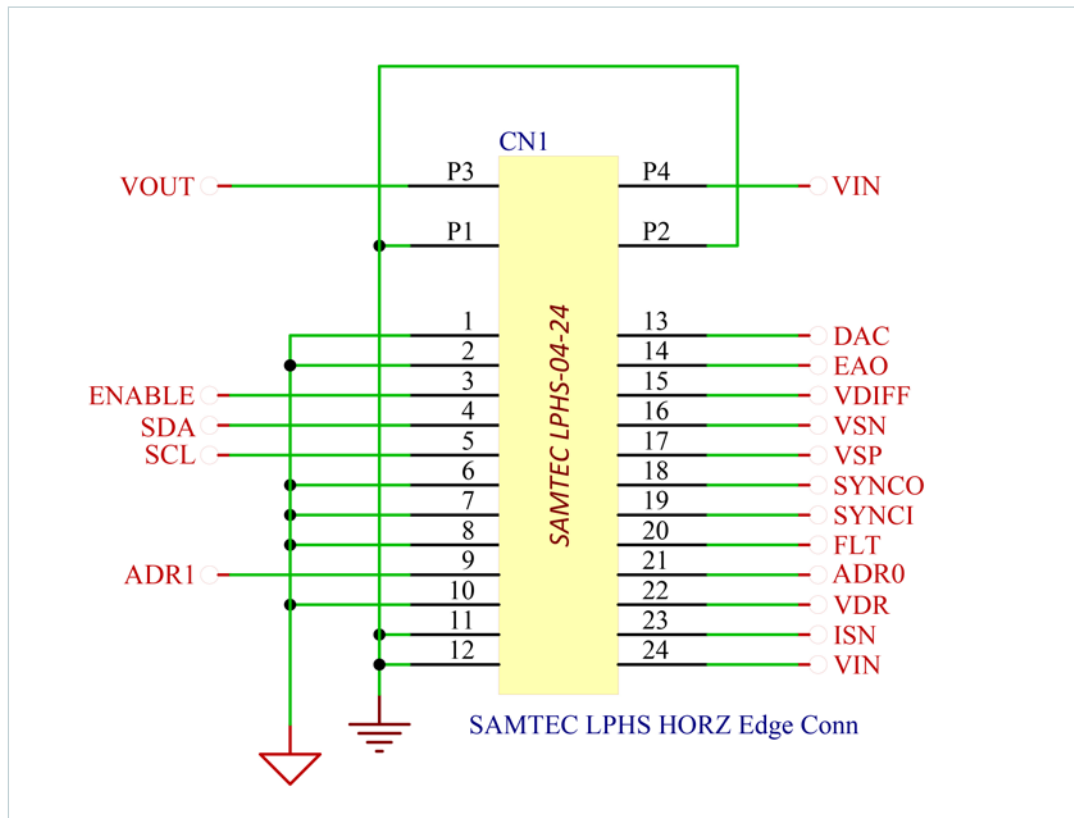 CN1
VOUT P3 P4 VIN
P1 P2
1 13 DAC
2 14 EAO
ENABLE 3 15 VDIFF
SDA 4 16 VSN
SCL 5 17 VSP
6 18 SYNCO
7 19 SYNCI
8 20 FLT
ADR1 9 21 ADR0
10 22 VDR
11 23 ISN
12 24 VIN
SAMTEC LPHS-04-24
SAMTEC LPHS HORZ Edge Conn